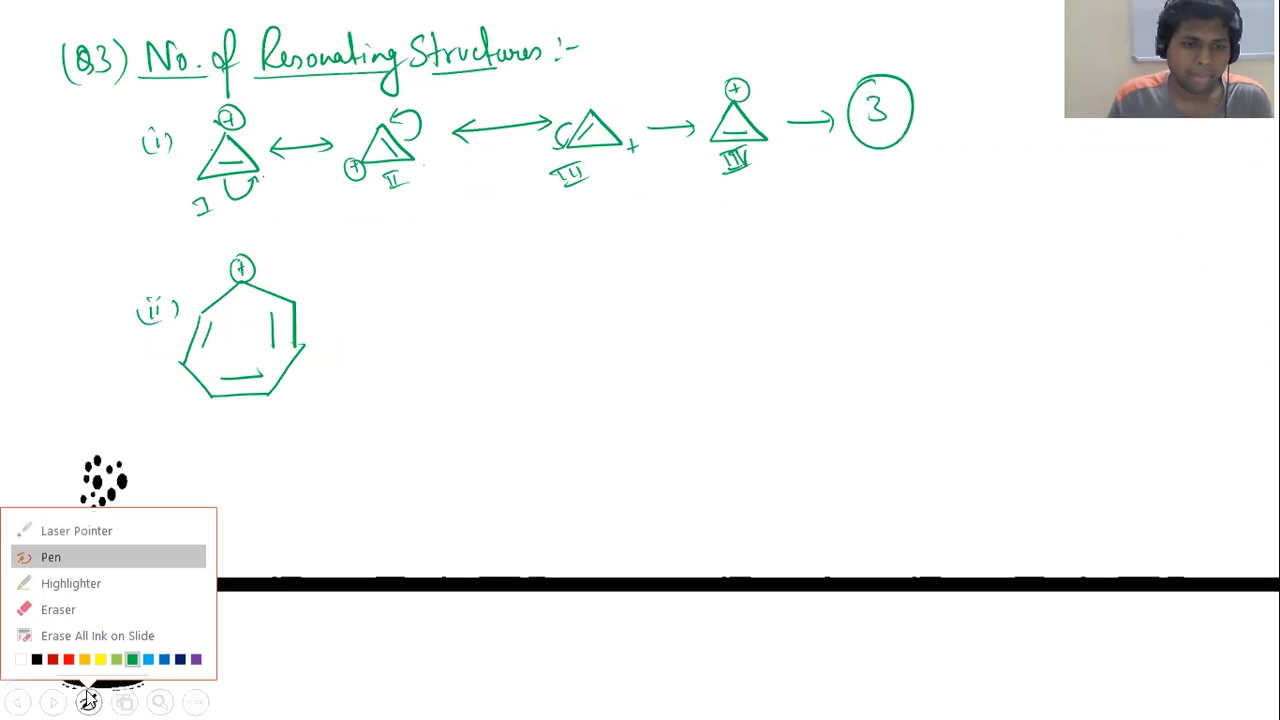 (Q3) No. of Resonating Structures :-
(i) + I ↔ + II ↔ + III → + IV → 3
(ii) +
Laser Pointer
Pen
Highlighter
Eraser
Erase All Ink on Slide